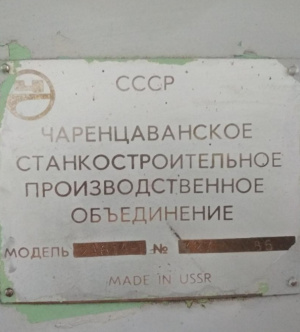 СССР
ЧАРЕНЦАВАНСКОЕ
СТАНКОСТРОИТЕЛЬНОЕ
ПРОИЗВОДСТВЕННОЕ
ОБЪЕДИНЕНИЕ
МОДЕЛЬ №
MADE IN USSR